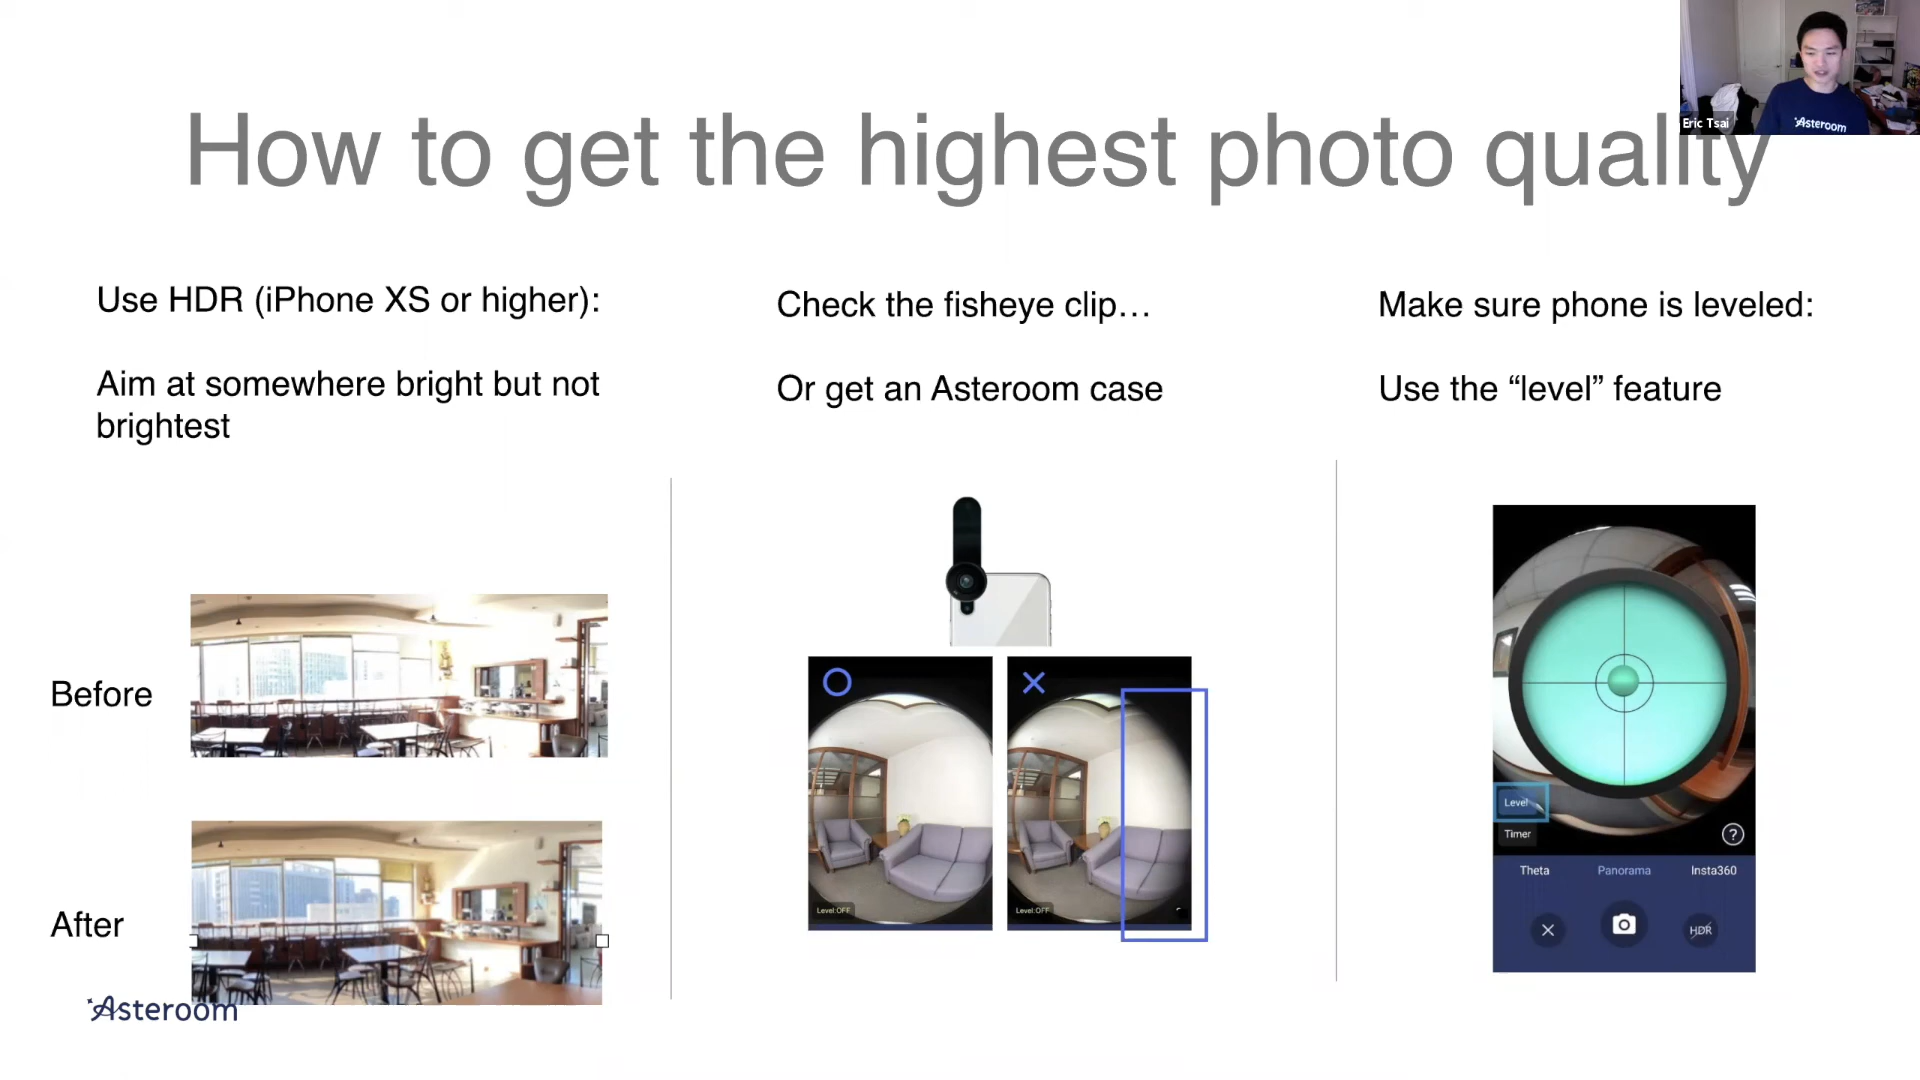 Eric Tsai
Asteroom
How to get the highest photo quality
Use HDR (iPhone XS or higher):
Aim at somewhere bright but not
brightest
Before
After
Asteroom
Check the fisheye clip…
Or get an Asteroom case
Level:OFF
Level:OFF
Make sure phone is leveled:
Use the “level” feature
Level
Timer
?
Theta Panorama Insta360
HDR